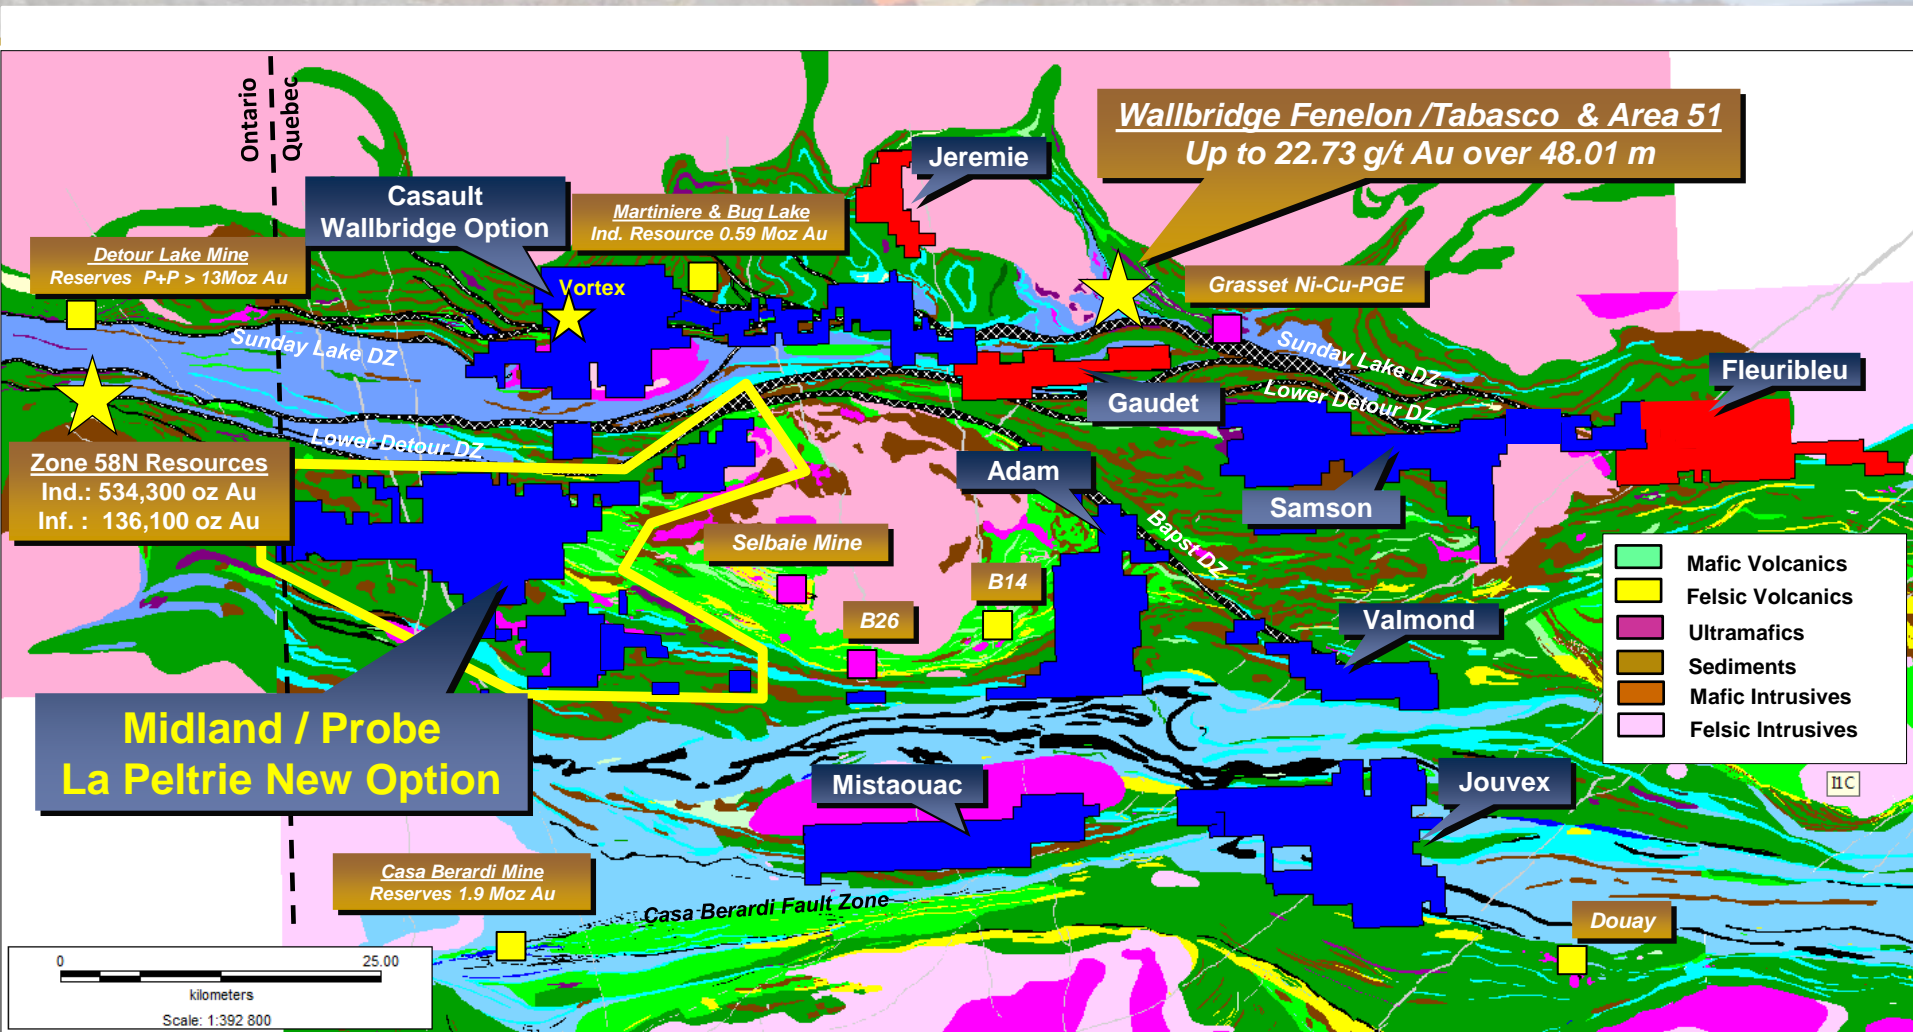 Ontario
Quebec
Wallbridge Fenelon /Tabasco & Area 51
Up to 22.73 g/t Au over 48.01 m
Jeremie
Casault
Wallbridge Option
Martiniere & Bug Lake
Ind. Resource 0.59 Moz Au
Detour Lake Mine
Reserves P+P > 13Moz Au
Vortex
Grasset Ni-Cu-PGE
Sunday Lake DZ
Sunday Lake DZ
Fleuribleu
Gaudet
Lower Detour DZ
Lower Detour DZ
Zone 58N Resources
Ind.: 534,300 oz Au
Inf. : 136,100 oz Au
Adam
Samson
Bapst DZ
Selbaie Mine
B14
B26
Valmond
Mafic Volcanics
Felsic Volcanics
Ultramafics
Sediments
Mafic Intrusives
Felsic Intrusives
Midland / Probe
La Peltrie New Option
Mistaouac
Jouvex
I1C
Casa Berardi Mine
Reserves 1.9 Moz Au
Casa Berardi Fault Zone
Douay
0 25.00
kilometers
Scale: 1:392 800